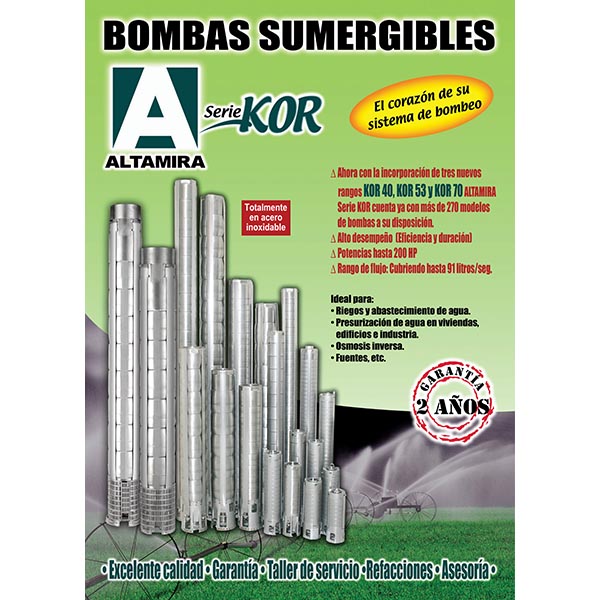 BOMBAS SUMERGIBLES
A
ALTAMIRA
Serie KOR
El corazón de su
sistema de bombeo
Δ Ahora con la incorporación de tres nuevos
rangos KOR 40, KOR 53 y KOR 70 ALTAMIRA
Serie KOR cuenta ya con más de 270 modelos
de bombas a su disposición.
Δ Alto desempeño (Eficiencia y duración)
Δ Potencias hasta 200 HP
Δ Rango de flujo: Cubriendo hasta 91 litros/seg.
Totalmente
en acero
inoxidable
Ideal para:
• Riegos y abastecimiento de agua.
• Presurización de agua en viviendas,
edificios e industria.
• Osmosis inversa.
• Fuentes, etc.
GARANTÍA
2 AÑOS
• Excelente calidad • Garantía • Taller de servicio • Refacciones • Asesoría •